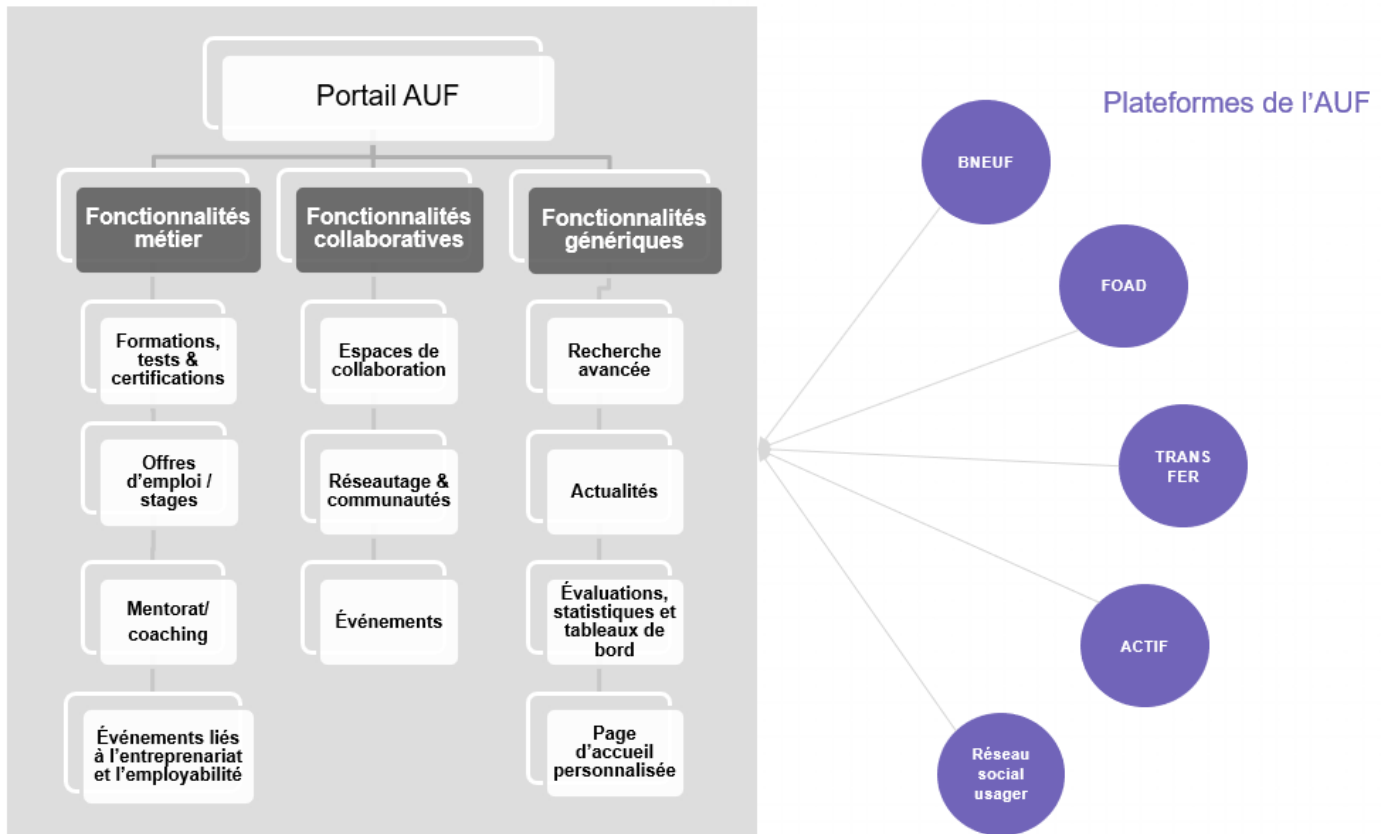 Portail AUF
Fonctionnalités
métier
Formations,
tests &
certifications
Offres
d'emploi /
stages
Mentorat/
coaching
Événements liés
à l'entreprenariat
et l'employabilité
Fonctionnalités
collaboratives
Espaces de
collaboration
Réseautage &
communautés
Événements
Fonctionnalités
génériques
Recherche
avancée
Actualités
Évaluations,
statistiques et
tableaux de
bord
Page
d'accueil
personnalisée
Plateformes de l'AUF
BNEUF
FOAD
TRANS
FER
ACTIF
Réseau
social
usager